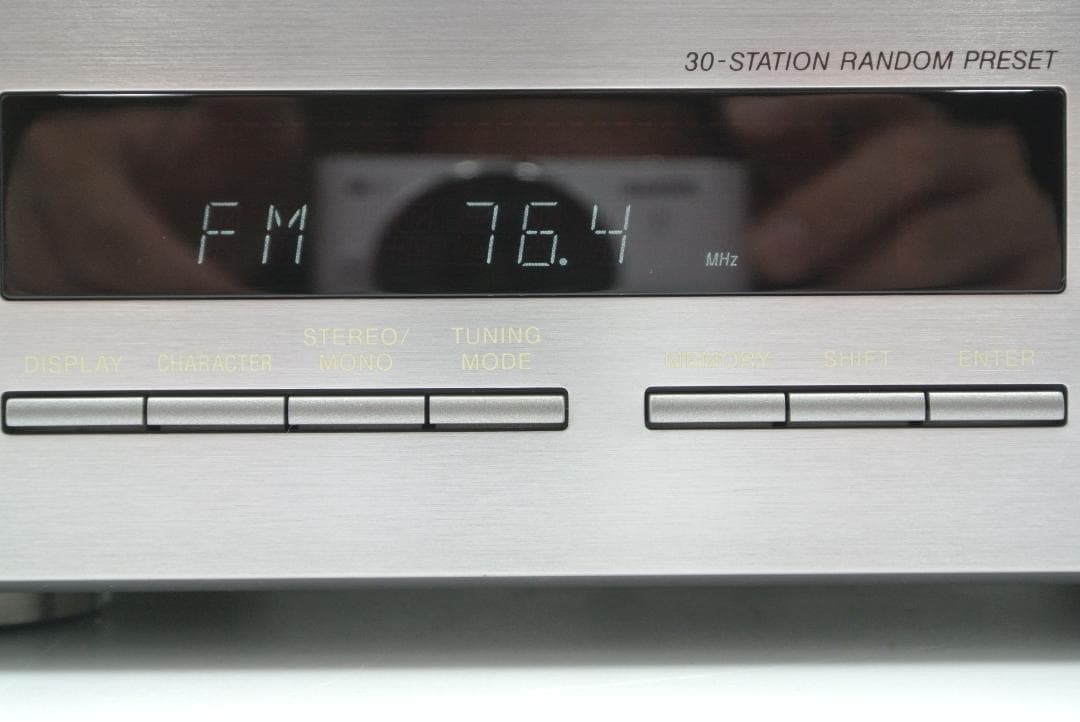 30-STATION RANDOM PRESET
FM 76.4 MHz
DISPLAY
CHARACTER
STEREO/
MONO
TUNING
MODE
MEMORY
SHIFT
ENTER